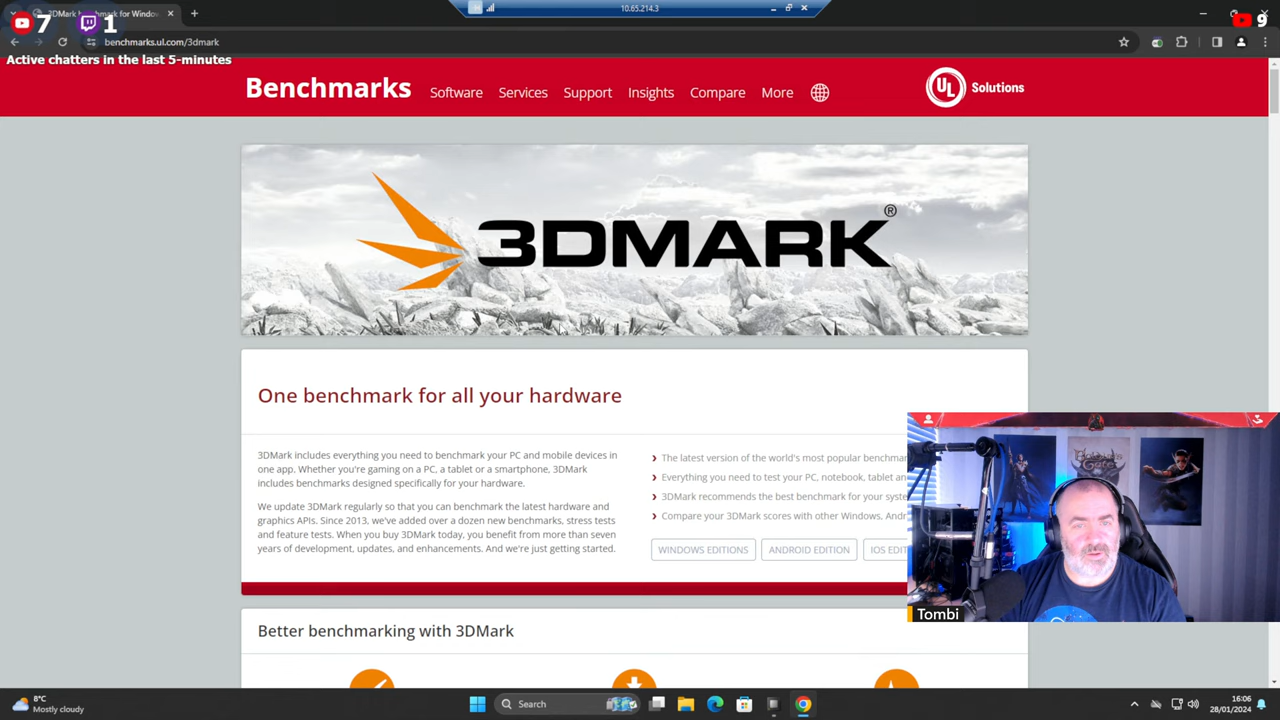 3DMark benchmark for Window
10.65.214.3
7
1
9
benchmarks.ul.com/3dmark
Active chatters in the last 5-minutes
Benchmarks
Software
Services
Support
Insights
Compare
More
UL Solutions
3DMARK®
One benchmark for all your hardware
3DMark includes everything you need to benchmark your PC and mobile devices in
one app. Whether you're gaming on a PC, a tablet or a smartphone, 3DMark
includes benchmarks designed specifically for your hardware.
We update 3DMark regularly so that you can benchmark the latest hardware and
graphics APIs. Since 2013, we've added over a dozen new benchmarks, stress tests
and feature tests. When you buy 3DMark today, you benefit from more than seven
years of development, updates, and enhancements. And we're just getting started.
The latest version of the world's most popular benchmar
Everything you need to test your PC, notebook, tablet an
3DMark recommends the best benchmark for your syste
Compare your 3DMark scores with other Windows, Andr
WINDOWS EDITIONS
ANDROID EDITION
IOS EDIT
Tombi
Better benchmarking with 3DMark
8°C
Mostly cloudy
Search
16:06
28/01/2024